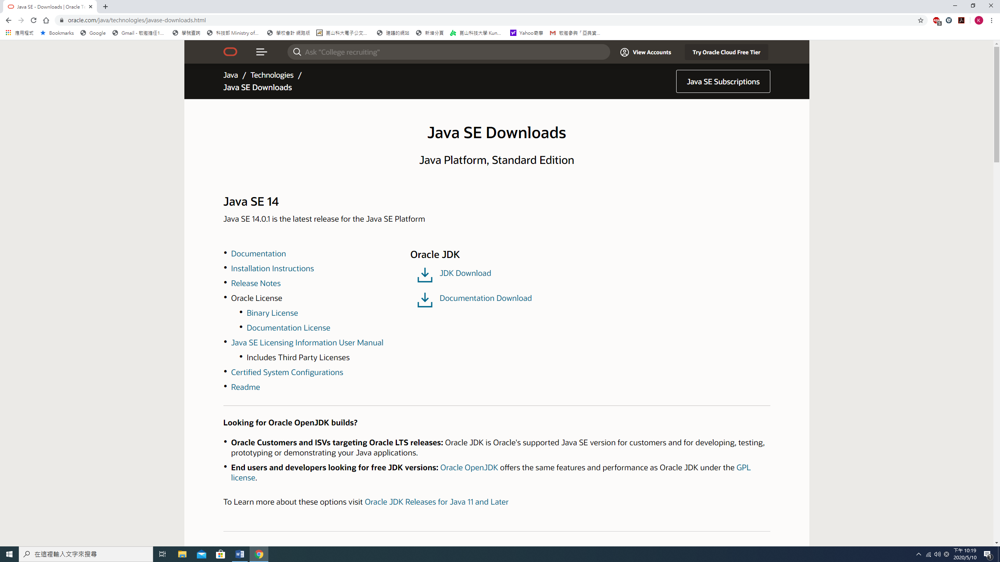 Java SE - Downloads | Oracle Te
oracle.com/java/technologies/javase-downloads.html
ABP 5 K
應用程式 Bookmarks Google Gmail - 敬邀擔任1... 學號查詢 科技部 Ministry of... 學校會計 網路版 崑山科大電子公文... 建議的網站 新增分頁 崑山科技大學 Kun... Yahoo奇摩 敬邀參與「亞典資...
Ask "College recruiting" View Accounts Try Oracle Cloud Free Tier
Java / Technologies /
Java SE Downloads
Java SE Subscriptions
Java SE Downloads
Java Platform, Standard Edition
Java SE 14
Java SE 14.0.1 is the latest release for the Java SE Platform
• Documentation
• Installation Instructions
• Release Notes
• Oracle License
• Binary License
• Documentation License
• Java SE Licensing Information User Manual
• Includes Third Party Licenses
• Certified System Configurations
• Readme
Oracle JDK
JDK Download
Documentation Download
Looking for Oracle OpenJDK builds?
• Oracle Customers and ISVs targeting Oracle LTS releases: Oracle JDK is Oracle's supported Java SE version for customers and for developing, testing,
prototyping or demonstrating your Java applications.
• End users and developers looking for free JDK versions: Oracle OpenJDK offers the same features and performance as Oracle JDK under the GPL
license.
To Learn more about these options visit Oracle JDK Releases for Java 11 and Later
在這裡輸入文字來搜尋
下午 10:19
2020/5/10
1